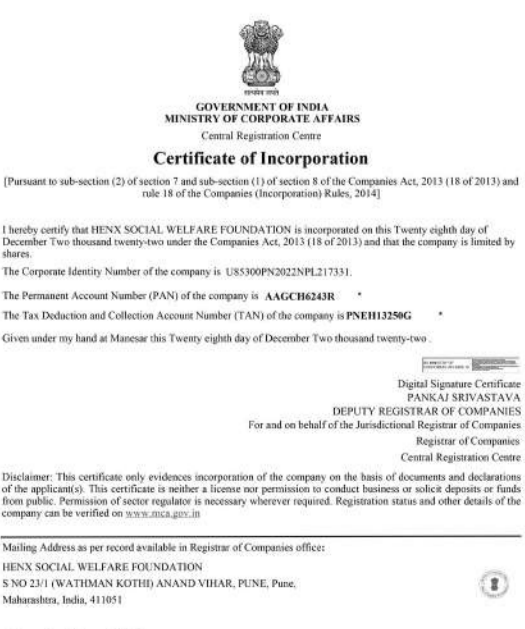 सत्यमेव जयते
GOVERNMENT OF INDIA
MINISTRY OF CORPORATE AFFAIRS
Central Registration Centre
Certificate of Incorporation
[Pursuant to sub-section (2) of section 7 and sub-section (1) of section 8 of the Companies Act, 2013 (18 of 2013) and
rule 18 of the Companies (Incorporation) Rules, 2014]
I hereby certify that HENX SOCIAL WELFARE FOUNDATION is incorporated on this Twenty eighth day of
December Two thousand twenty-two under the Companies Act, 2013 (18 of 2013) and that the company is limited by
shares.
The Corporate Identity Number of the company is U85300PN2022NPL217331.
The Permanent Account Number (PAN) of the company is AAGCH6243R *
The Tax Deduction and Collection Account Number (TAN) of the company is PNEH13250G *
Given under my hand at Manesar this Twenty eighth day of December Two thousand twenty-two .
Digital Signature Certificate
PANKAJ SRIVASTAVA
DEPUTY REGISTRAR OF COMPANIES
For and on behalf of the Jurisdictional Registrar of Companies
Registrar of Companies
Central Registration Centre
Disclaimer: This certificate only evidences incorporation of the company on the basis of documents and declarations
of the applicant(s). This certificate is neither a license nor permission to conduct business or solicit deposits or funds
from public. Permission of sector regulator is necessary wherever required. Registration status and other details of the
company can be verified on www.mca.gov.in
Mailing Address as per record available in Registrar of Companies office:
HENX SOCIAL WELFARE FOUNDATION
S NO 23/1 (WATHMAN KOTHI) ANAND VIHAR, PUNE, Pune,
Maharashtra, India, 411051